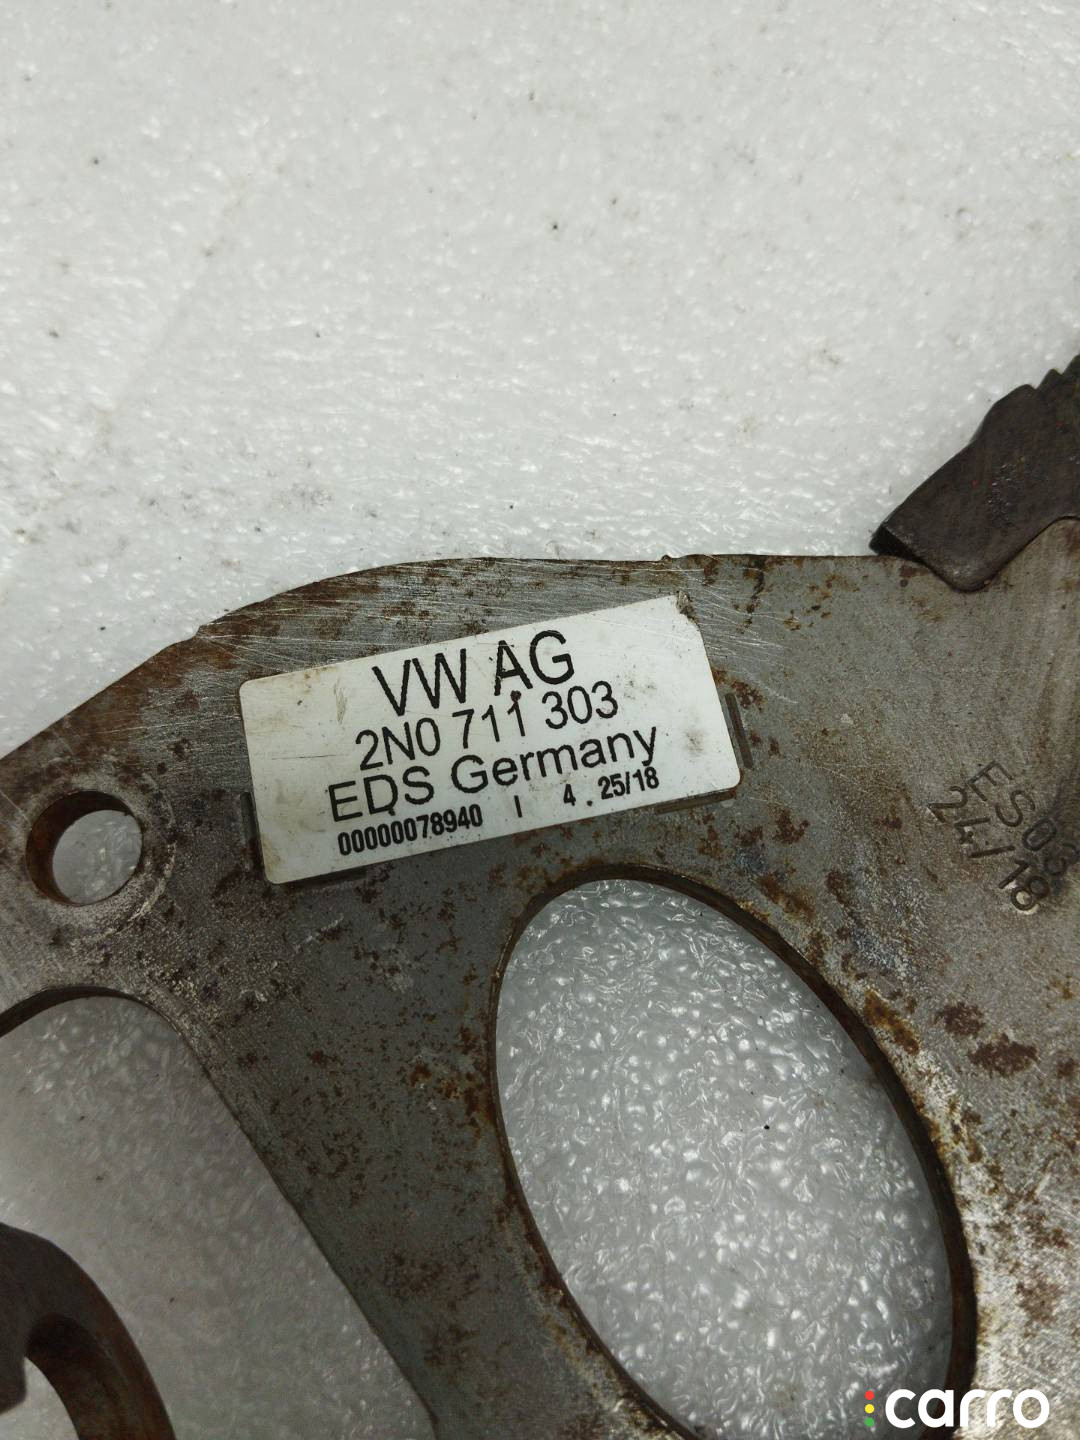 VW AG
2N0 711 303
EDS Germany
00000078940 I 4 . 25/18
ES03
24/18
carro